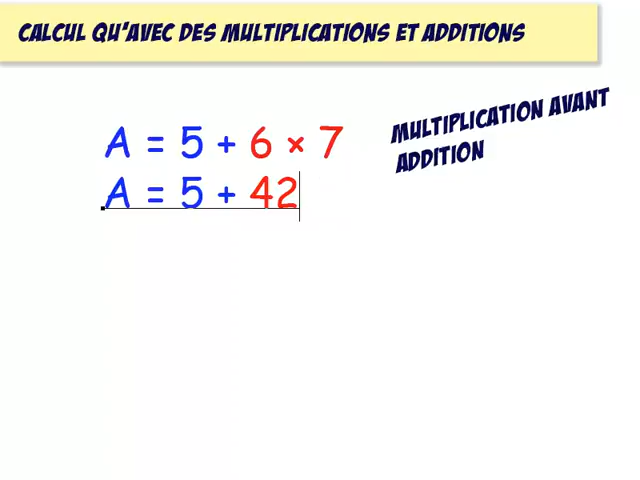 CALCUL QU'AVEC DES MULTIPLICATIONS ET ADDITIONS
A = 5 + 6 × 7
A = 5 + 42
MULTIPLICATION AVANT
ADDITION